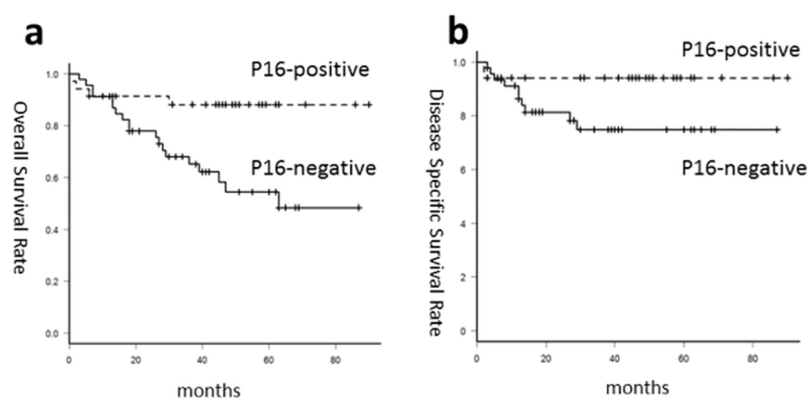 a
P16-positive
P16-negative
Overall Survival Rate
1.0
0.8
0.6
0.4
0.2
0.0
0 20 40 60 80
months
b
P16-positive
P16-negative
Disease Specific Survival Rate
1.0
8
6
4
2
0
0 20 40 60 80
months